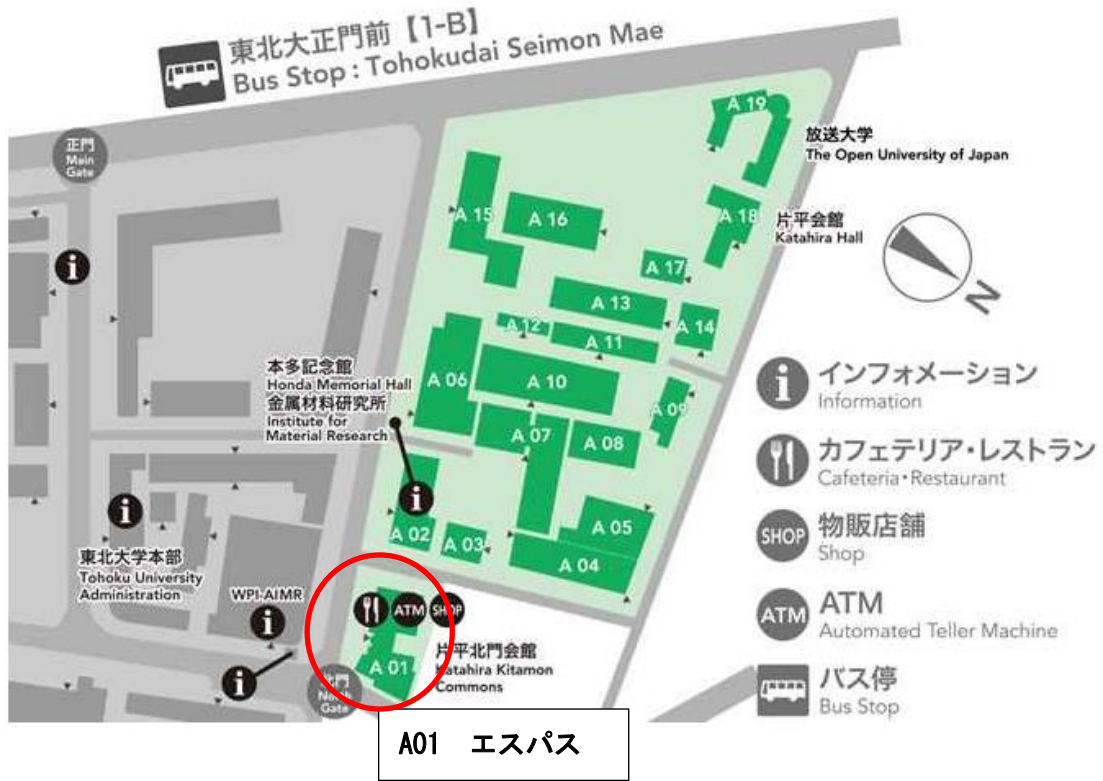 東北大正門前【1-B】
Bus Stop : Tohokudai Seimon Mae
正門
Main
Gate
A 19
放送大学
The Open University of Japan
A 15
A 16
A 18
片平会館
Katahira Hall
A 17
N
A 13
A 12
A 14
A 11
本多記念館
Honda Memorial Hall
金属材料研究所
Institute for
Material Research
A 06
A 10
A 09
A 07
A 08
i
i
i
A 02
A 03
A 05
A 04
東北大学本部
Tohoku University
Administration
WPI-AIMR
i
i
ATM
SHOP
A 01
片平北門会館
Katahira Kitamon
Commons
北門
North
Gate
i
インフォメーション
Information
カフェテリア・レストラン
Cafeteria・Restaurant
SHOP
物販店舗
Shop
ATM
ATM
Automated Teller Machine
バス停
Bus Stop
A01 エスパス